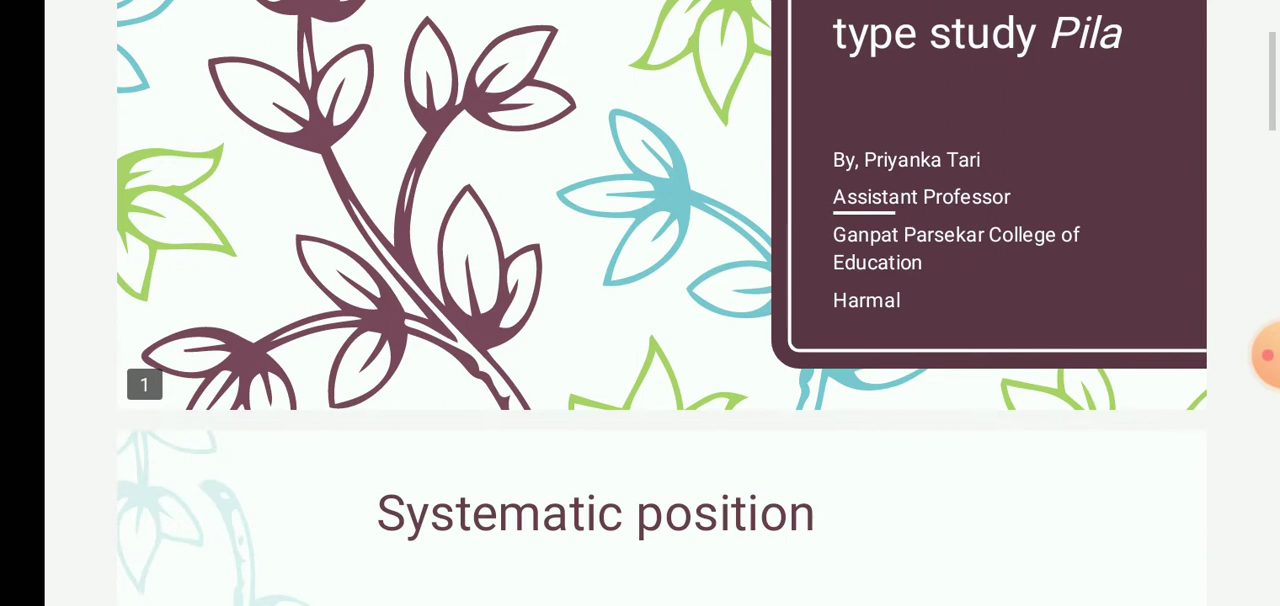 type study Pila
By, Priyanka Tari
Assistant Professor
Ganpat Parsekar College of
Education
Harmal
1
Systematic position